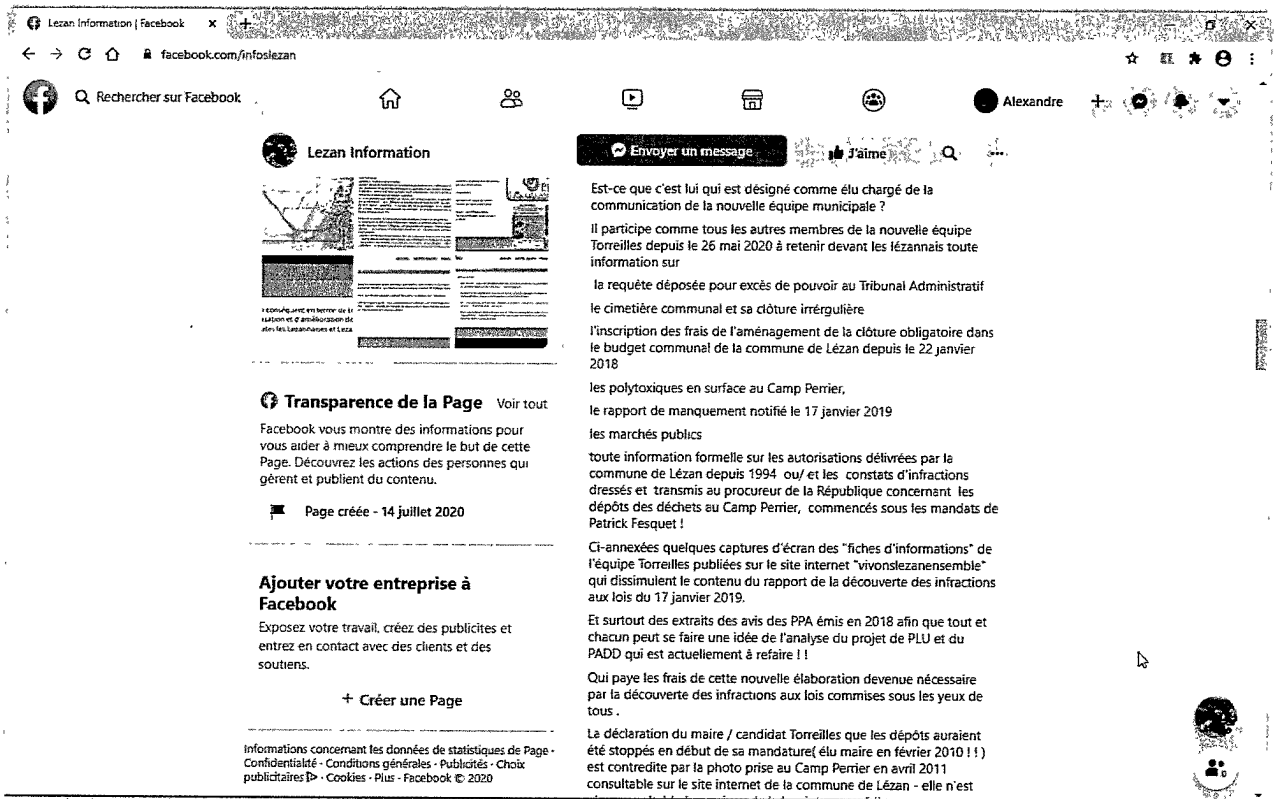 Lezan Information | Facebook
facebook.com/infoslezan
Rechercher sur Facebook
Alexandre
Lezan Information
Envoyer un message
J'aime
Est-ce que c'est lui qui est désigné comme élu chargé de la
communication de la nouvelle équipe municipale ?
Il participe comme tous les autres membres de la nouvelle équipe
Torreilles depuis le 26 mai 2020 à retenir devant les lézannais toute
information sur
la requête déposée pour excès de pouvoir au Tribunal Administratif
le cimetière communal et sa clôture irrérgulière
l'inscription des frais de l'aménagement de la clôture obligatoire dans
le budget communal de la commune de Lézan depuis le 22 janvier
2018
les polytoxiques en surface au Camp Perrier,
le rapport de manquement notifié le 17 janvier 2019
les marchés publics
toute information formelle sur les autorisations délivrées par la
commune de Lézan depuis 1994 ou/ et les constats d'infractions
dressés et transmis au procureur de la République concernant les
dépôts des déchets au Camp Perrier, commencés sous les mandats de
Patrick Fesquet !
Ci-annexées quelques captures d'écran des "fiches d'informations" de
l'équipe Torreilles publiées sur le site internet "vivonslezanensemble"
qui dissimulent le contenu du rapport de la découverte des infractions
aux lois du 17 janvier 2019.
Et surtout des extraits des avis des PPA émis en 2018 afin que tout et
chacun peut se faire une idée de l'analyse du projet de PLU et du
PADD qui est actuellement à refaire ! !
Qui paye les frais de cette nouvelle élaboration devenue nécessaire
par la découverte des infractions aux lois commises sous les yeux de
tous .
La déclaration du maire / candidat Torreilles que les dépôts auraient
été stoppés en début de sa mandature( élu maire en février 2010 ! ! )
est contredite par la photo prise au Camp Perrier en avril 2011
consultable sur le site internet de la commune de Lézan - elle n'est
Transparence de la Page Voir tout
Facebook vous montre des informations pour
vous aider à mieux comprendre le but de cette
Page. Découvrez les actions des personnes qui
gèrent et publient du contenu.
Page créée - 14 juillet 2020
Ajouter votre entreprise à
Facebook
Exposez votre travail, créez des publicités et
entrez en contact avec des clients et des
soutiens.
+ Créer une Page
Informations concernant les données de statistiques de Page ·
Confidentialité · Conditions générales · Publicités · Choix
publicitaires · Cookies · Plus · Facebook © 2020